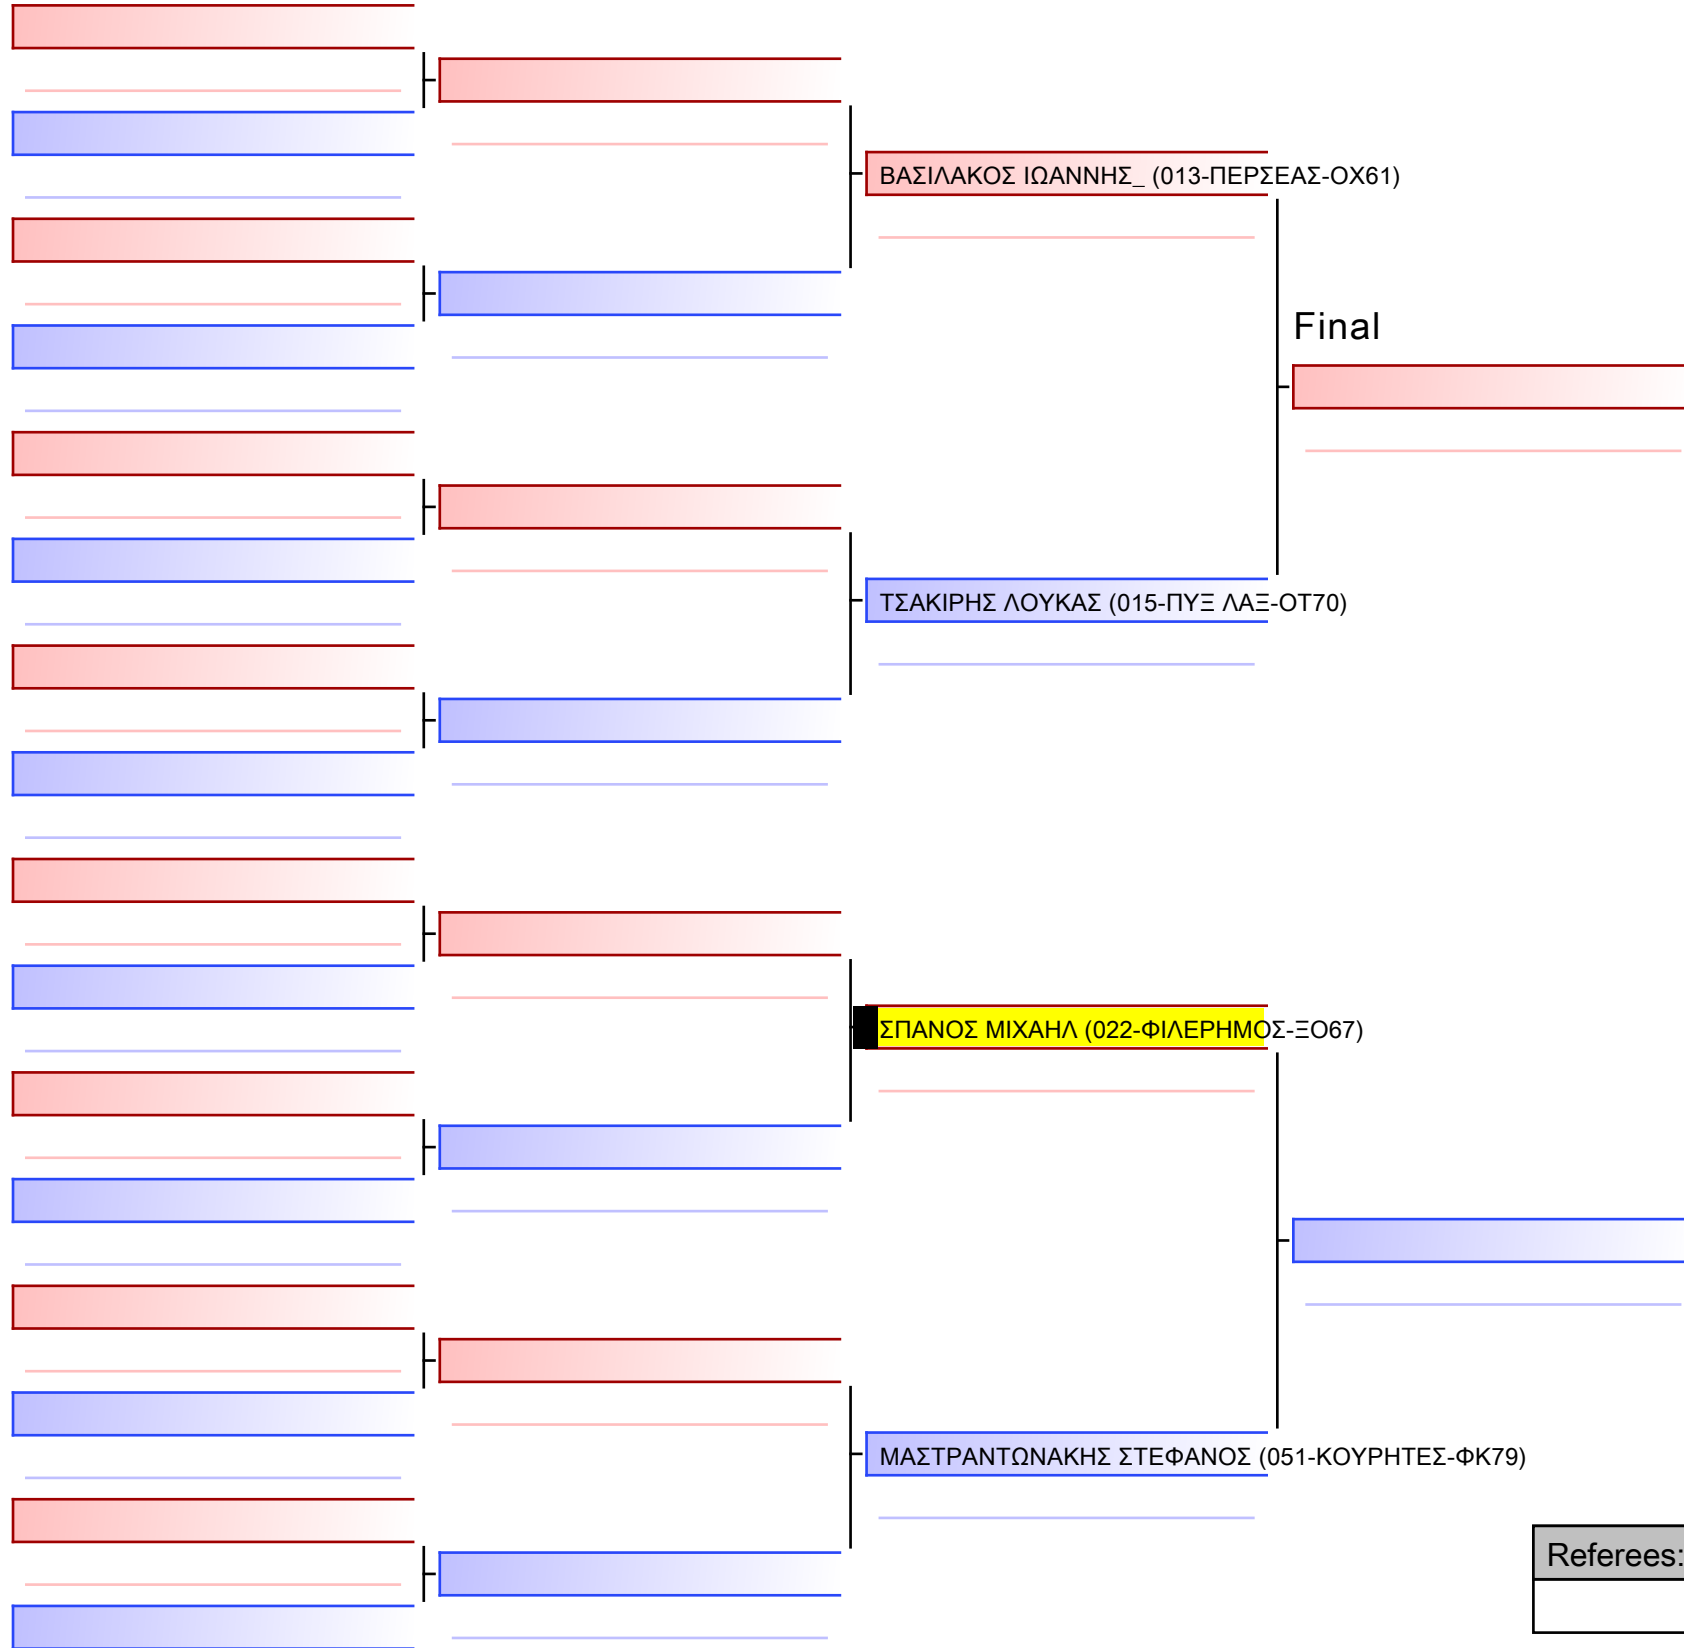 ΒΑΣΙΛΑΚΟΣ ΙΩΑΝΝΗΣ_ (013-ΠΕΡΣΕΑΣ-ΟΧ61)
Final
ΤΣΑΚΙΡΗΣ ΛΟΥΚΑΣ (015-ΠΥΞ ΛΑΞ-ΟΤ70)
ΣΠΑΝΟΣ ΜΙΧΑΗΛ (022-ΦΙΛΕΡΗΜΟΣ-ΞΟ67)
ΜΑΣΤΡΑΝΤΩΝΑΚΗΣ ΣΤΕΦΑΝΟΣ (051-ΚΟΥΡΗΤΕΣ-ΦΚ79)
Referees: